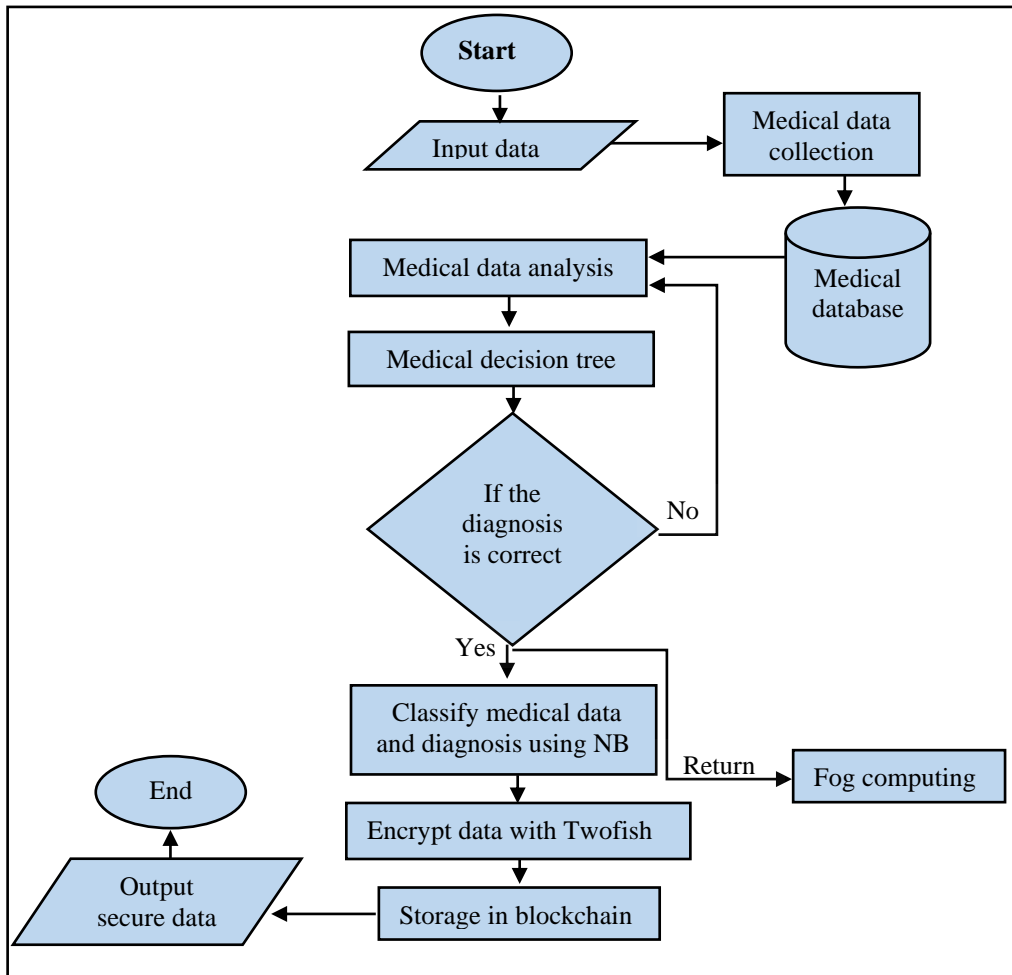 Start
Input data
Medical data
collection
Medical data analysis
Medical
database
Medical decision tree
If the
diagnosis
is correct
No
Yes
Classify medical data
and diagnosis using NB
Return
Fog computing
End
Encrypt data with Twofish
Output
secure data
Storage in blockchain